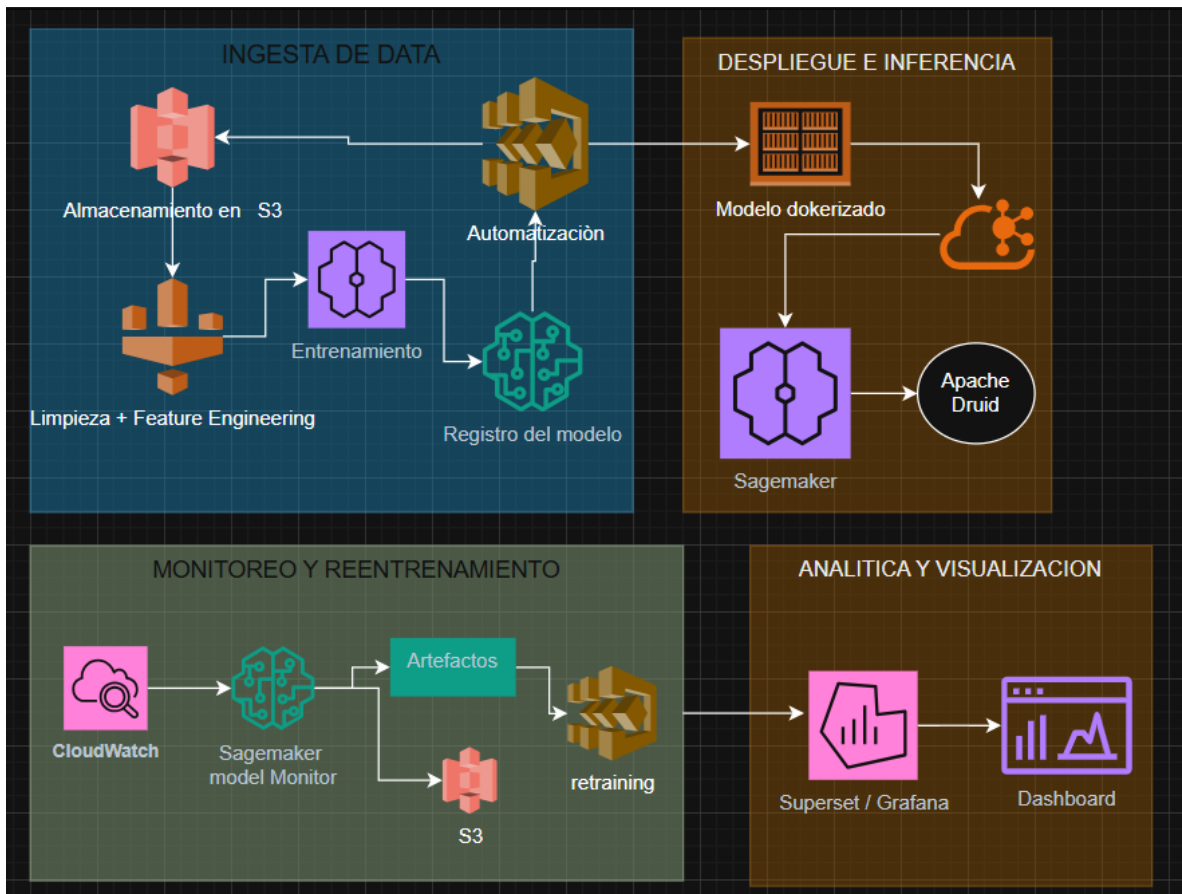 INGESTA DE DATA
Almacenamiento en S3
Automatizaciòn
Limpieza + Feature Engineering
Entrenamiento
Registro del modelo
DESPLIEGUE E INFERENCIA
Modelo dokerizado
Sagemaker
Apache
Druid
MONITOREO Y REENTRENAMIENTO
CloudWatch
Sagemaker
model Monitor
Artefactos
S3
retraining
ANALITICA Y VISUALIZACION
Superset / Grafana
Dashboard